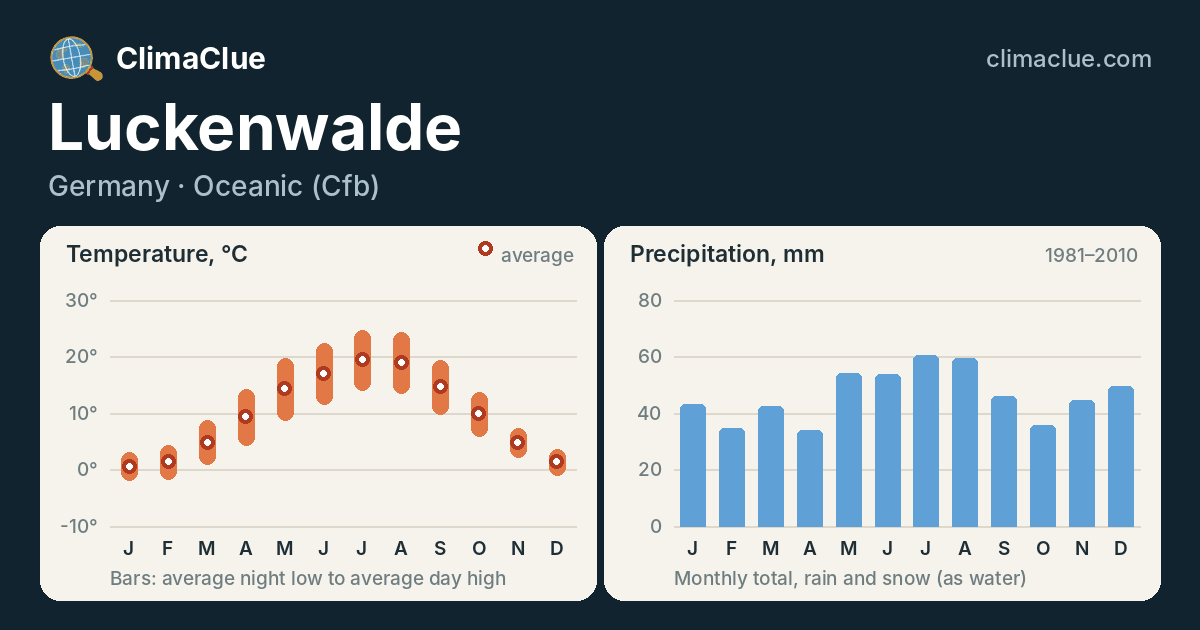 ClimaClue
climaclue.com
Luckenwalde
Germany · Oceanic (Cfb)
Temperature, °C
average
30°
20°
10°
0°
-10°
J F M A M J J A S O N D
Bars: average night low to average day high
Precipitation, mm
1981–2010
80
60
40
20
0
J F M A M J J A S O N D
Monthly total, rain and snow (as water)